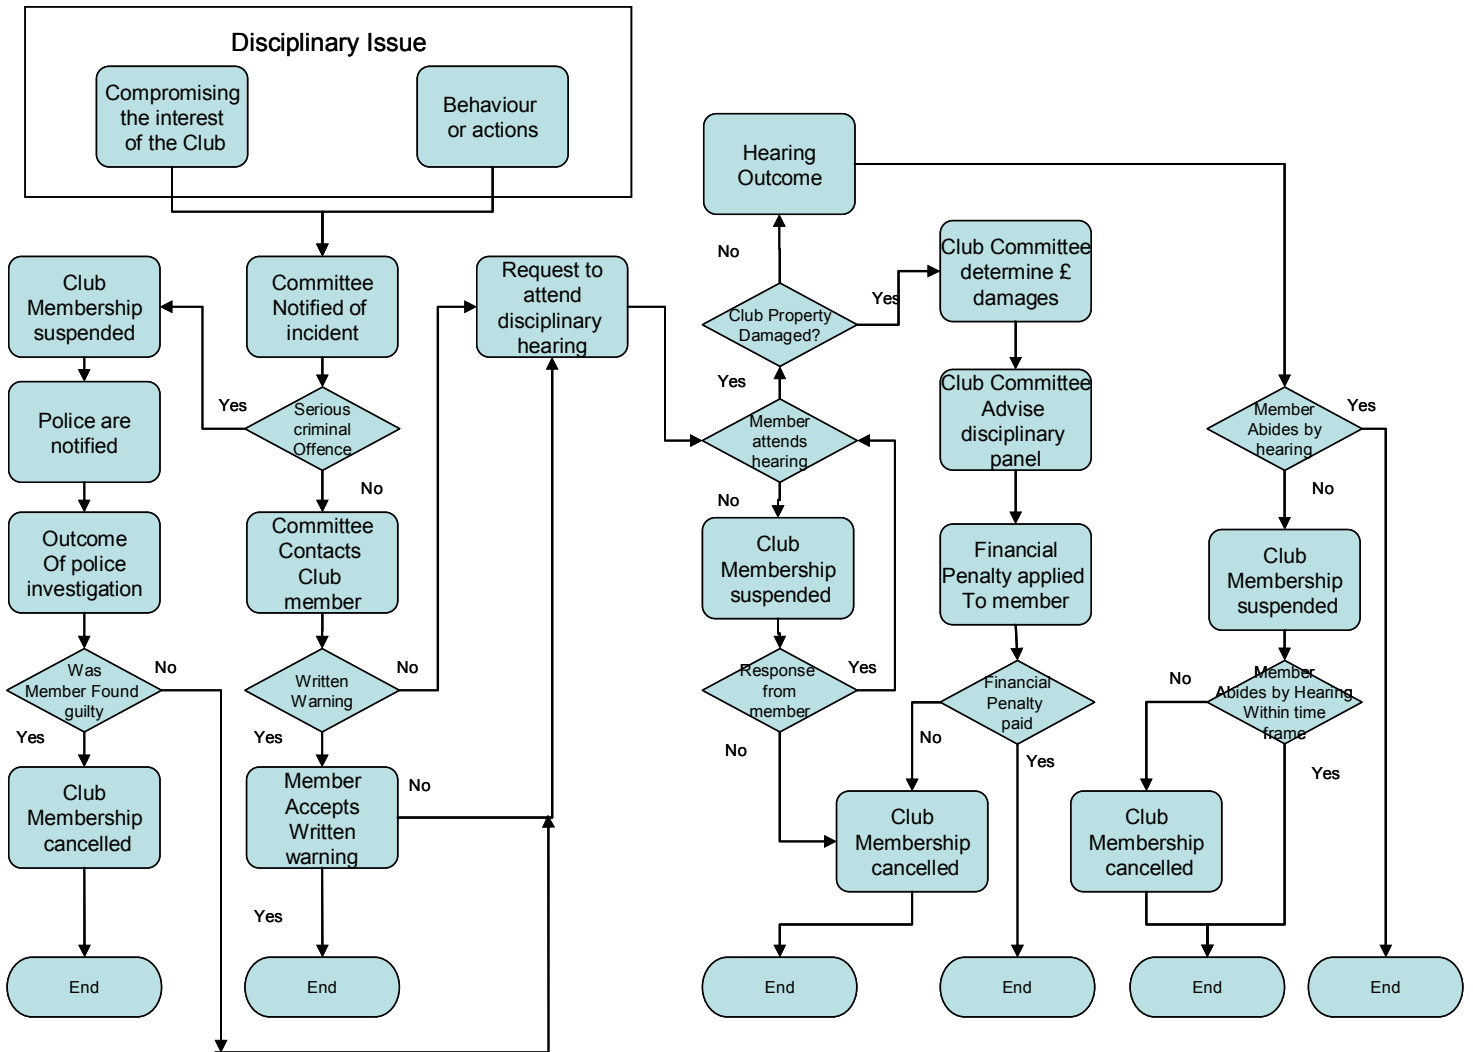 Disciplinary Issue
Compromising
the interest
of the Club
Behaviour
or actions
Club
Membership
suspended
Committee
Notified of
incident
Request to
attend
disciplinary
hearing
Hearing
Outcome
No
Yes
Club Property
Damaged?
Club Committee
determine £
damages
Police are
notified
Yes
Serious
criminal
Offence
No
Yes
Member
attends
hearing
No
Club Committee
Advise
disciplinary
panel
Member
Abides by
hearing
Yes
No
Outcome
Of police
investigation
Committee
Contacts
Club
member
Club
Membership
suspended
Financial
Penalty applied
To member
Club
Membership
suspended
Was
Member Found
guilty
No
Yes
Written
Warning
No
Yes
Response
from
member
Yes
No
Financial
Penalty
paid
No
Yes
Member
Abides by Hearing
Within time
frame
No
Yes
Club
Membership
cancelled
Member
Accepts
Written
warning
No
Yes
Club
Membership
cancelled
Club
Membership
cancelled
End
End
End
End
End
End